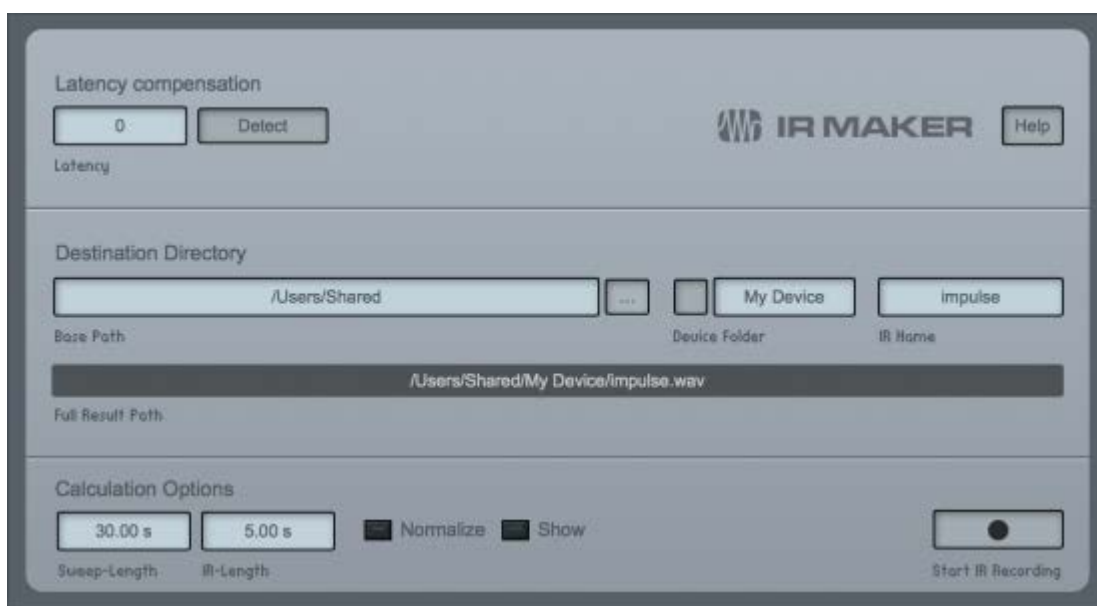 Latency compensation
0 Detect
IR MAKER Help
Latency
Destination Directory
/Users/Shared ... My Device impulse
Base Path Device Folder IR Name
/Users/Shared/My Device/impulse.wav
Full Result Path
Calculation Options
30.00 s 5.00 s Normalize Show
Sweep-Length IR-Length Start IR Recording